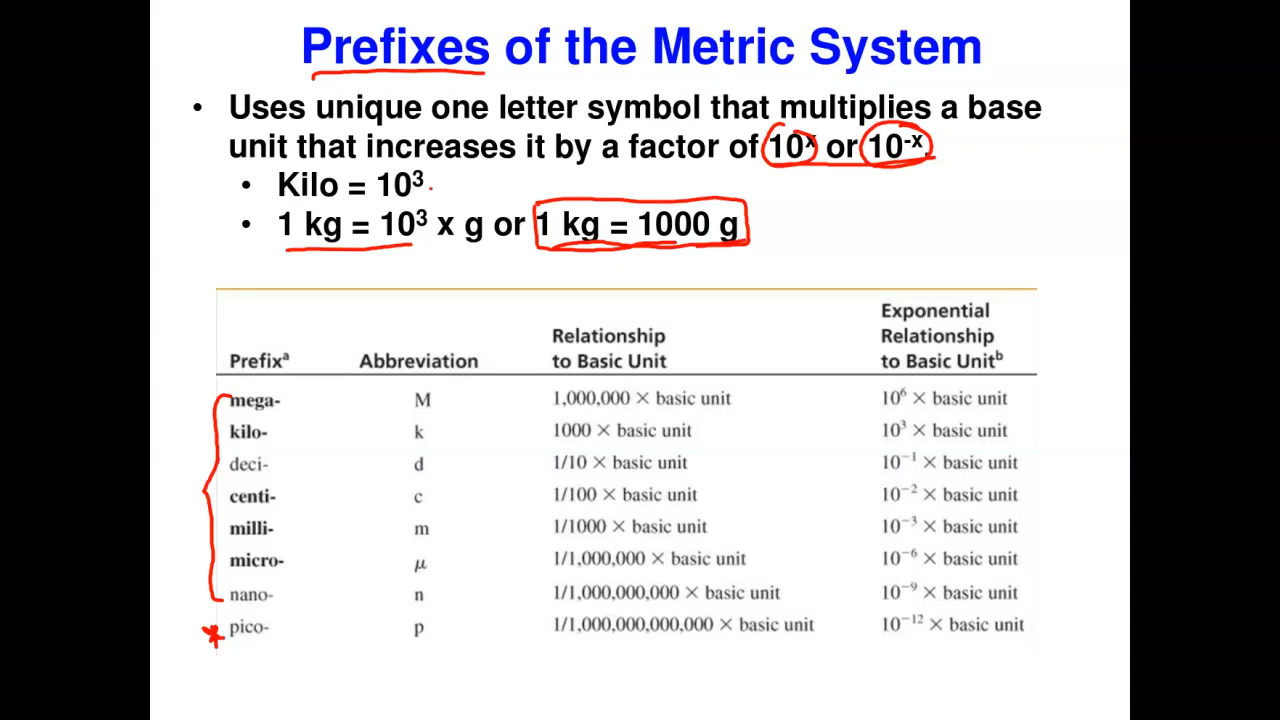 Prefixes of the Metric System
• Uses unique one letter symbol that multiplies a base
unit that increases it by a factor of 10ˣ or 10⁻ˣ.
• Kilo = 10³
• 1 kg = 10³ x g or 1 kg = 1000 g
Exponential
Relationship Relationship
Prefixᵃ Abbreviation to Basic Unit to Basic Unitᵇ
mega- M 1,000,000 × basic unit 10⁶ × basic unit
kilo- k 1000 × basic unit 10³ × basic unit
deci- d 1/10 × basic unit 10⁻¹ × basic unit
centi- c 1/100 × basic unit 10⁻² × basic unit
milli- m 1/1000 × basic unit 10⁻³ × basic unit
micro- μ 1/1,000,000 × basic unit 10⁻⁶ × basic unit
nano- n 1/1,000,000,000 × basic unit 10⁻⁹ × basic unit
pico- p 1/1,000,000,000,000 × basic unit 10⁻¹² × basic unit